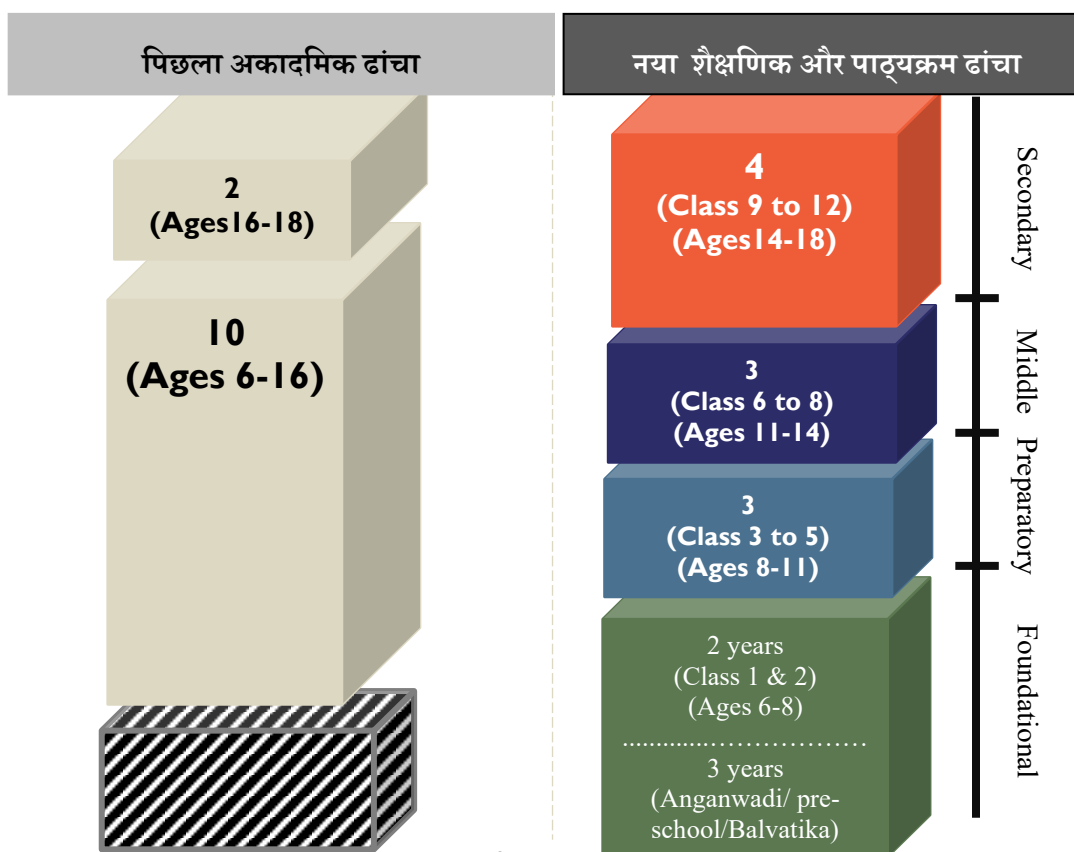 पिछला अकादमिक ढांचा
2
(Ages16-18)
10
(Ages 6-16)
नया शैक्षणिक और पाठ्यक्रम ढांचा
4
(Class 9 to 12)
(Ages14-18)
3
(Class 6 to 8)
(Ages 11-14)
3
(Class 3 to 5)
(Ages 8-11)
2 years
(Class 1 & 2)
(Ages 6-8)
.............………………
3 years
(Anganwadi/ pre-
school/Balvatika)
Secondary
Middle
Preparatory
Foundational